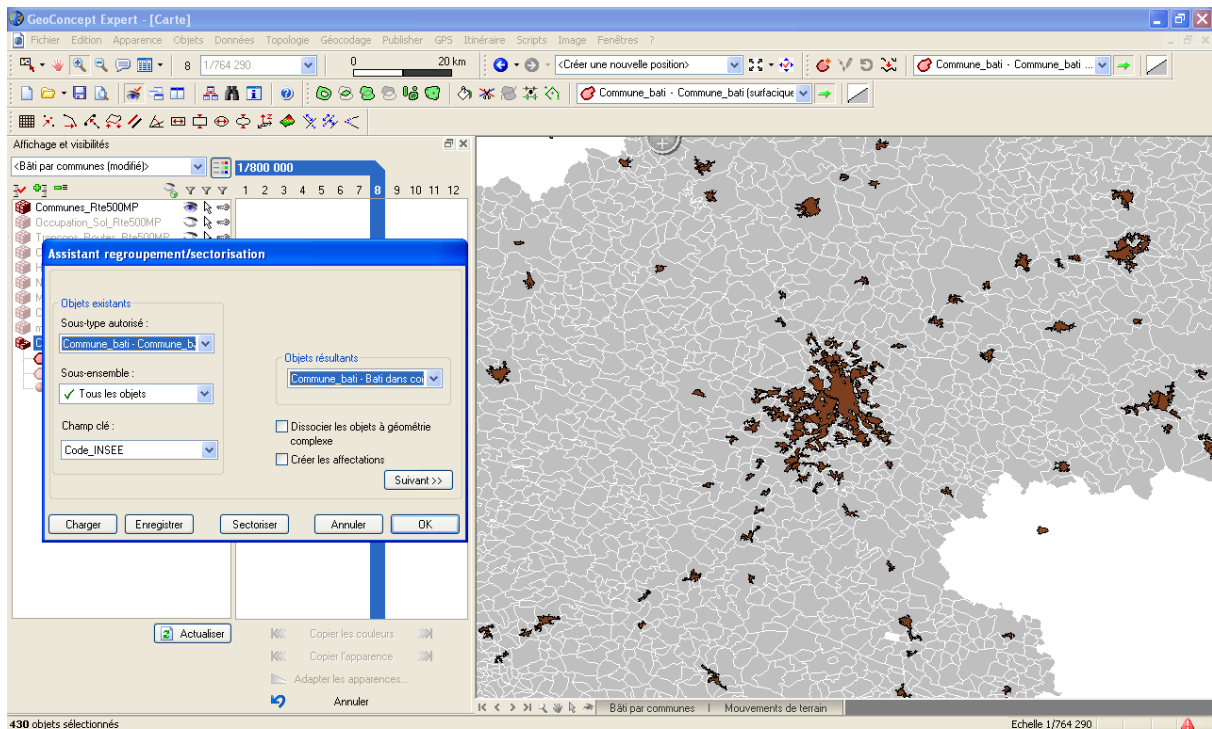 GeoConcept Expert - [Carte]
Fichier Edition Apparence Objets Données Topologie Géocodage Publisher GPS Itinéraire Scripts Image Fenêtres ?
8 1/764 290 0 20 km <Créer une nouvelle position> Commune_bati - Commune_bati ...
Commune_bati - Commune_bati (surfacique
Affichage et visibilités
<Bâti par communes (modifié)> 1/800 000
1 2 3 4 5 6 7 8 9 10 11 12
Communes_Rte500MP
Occupation_Sol_Rte500MP
Troncons_Routes_Rte500MP
Assistant regroupement/sectorisation
Objets existants
Sous-type autorisé :
Commune_bati - Commune_b
Sous-ensemble :
Tous les objets
Champ clé :
Code_INSEE
Objets résultants
Commune_bati - Bati dans co
Dissocier les objets à géométrie
complexe
Créer les affectations
Suivant >>
Charger Enregistrer Sectoriser Annuler OK
Actualiser
Copier les couleurs
Copier l'apparence
Adapter les apparences...
Annuler
Bâti par communes Mouvements de terrain
430 objets sélectionnés Echelle 1/764 290